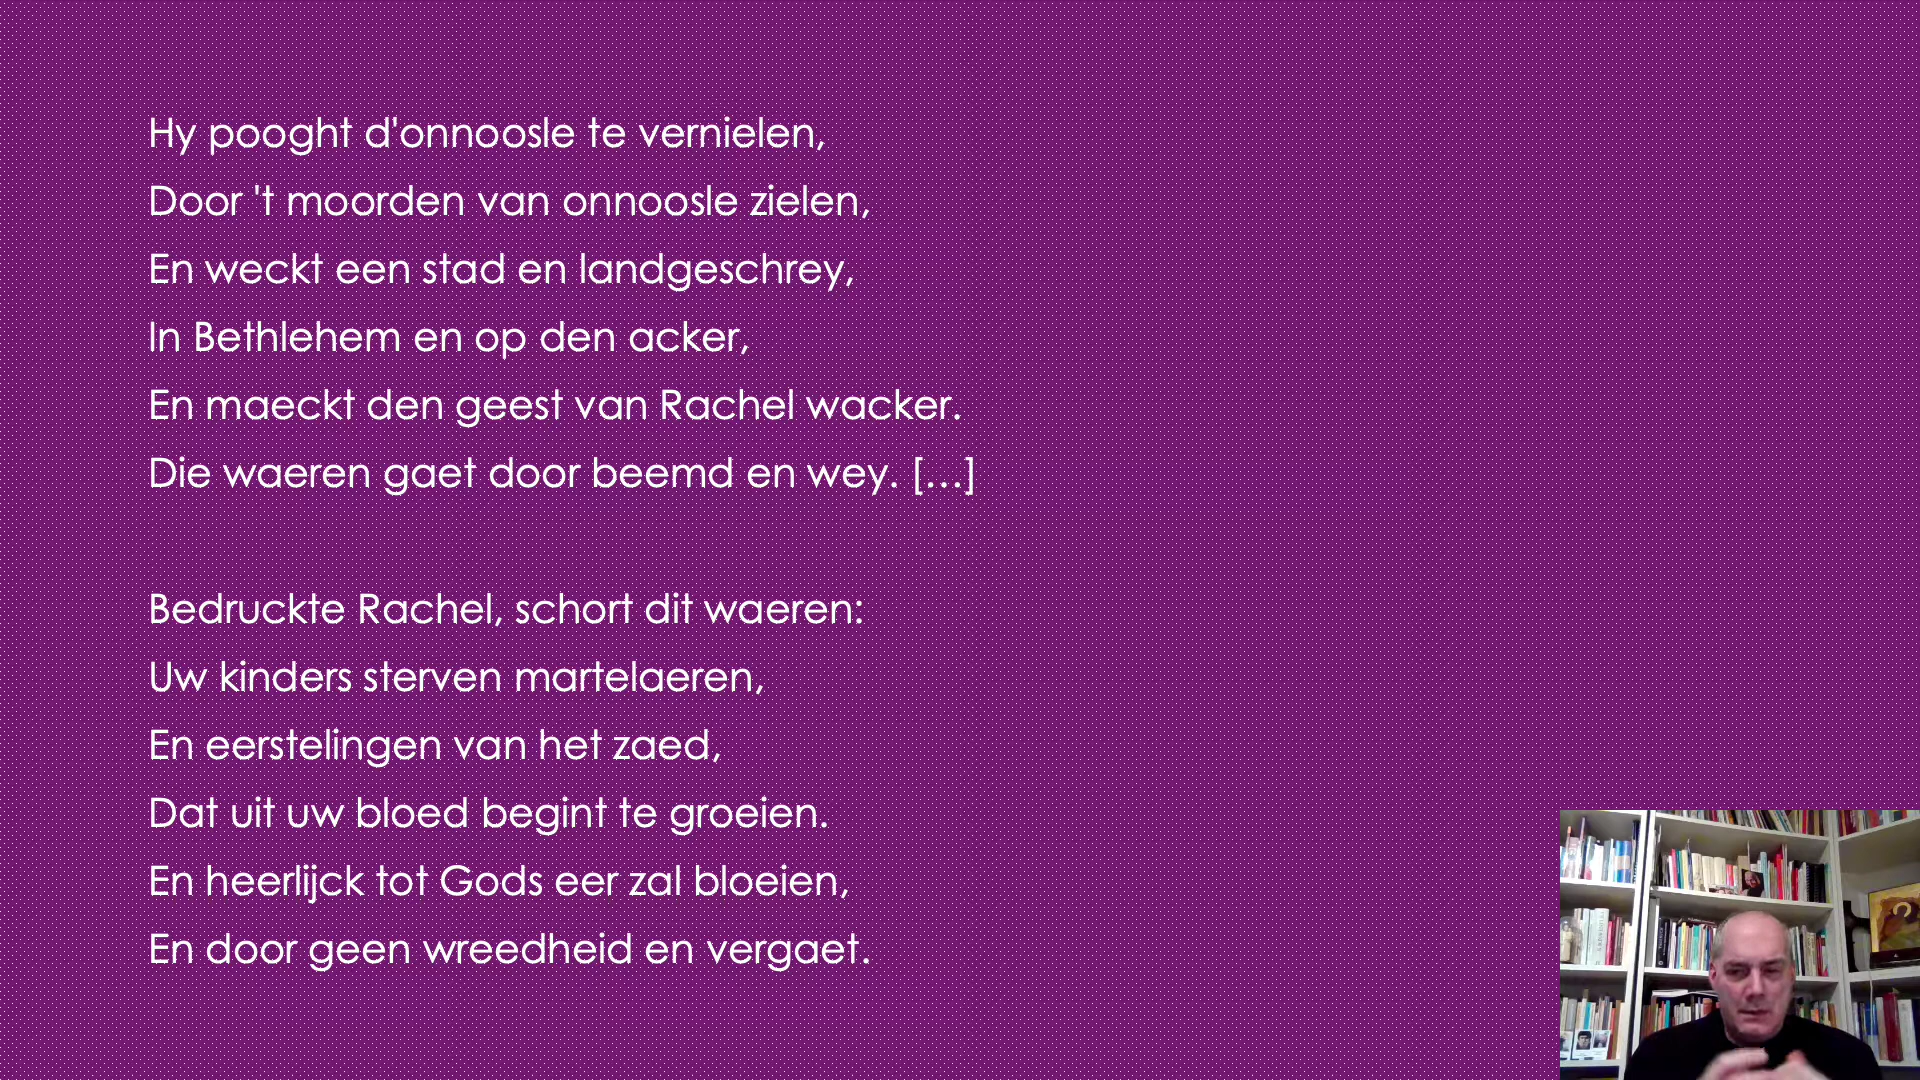 Hy pooght d'onnoosle te vernielen,
Door 't moorden van onnoosle zielen,
En weckt een stad en landgeschrey,
In Bethlehem en op den acker,
En maeckt den geest van Rachel wacker.
Die waeren gaet door beemd en wey. […]
Bedruckte Rachel, schort dit waeren:
Uw kinders sterven martelaeren,
En eerstelingen van het zaed,
Dat uit uw bloed begint te groeien.
En heerlijck tot Gods eer zal bloeien,
En door geen wreedheid en vergaet.